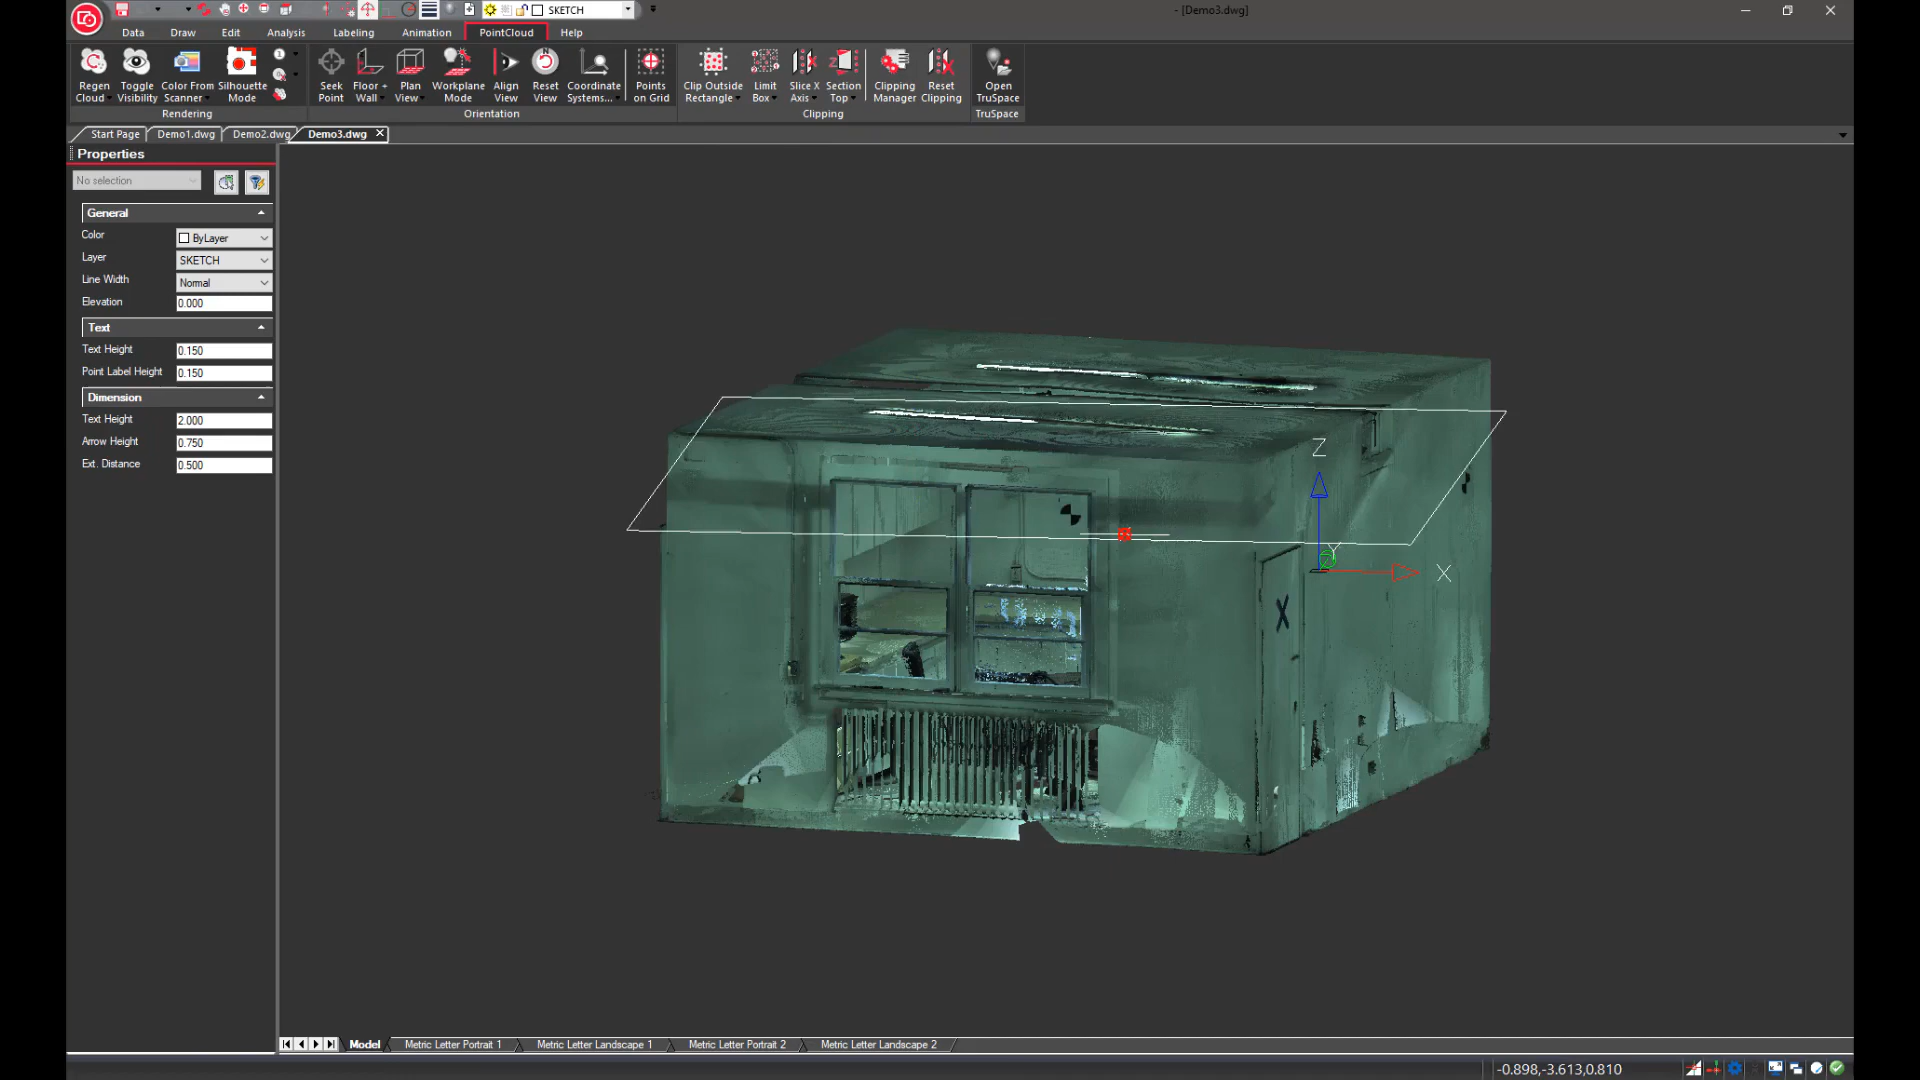 SKETCH
- [Demo3.dwg]
Data Draw Edit Analysis Labeling Animation PointCloud Help
Regen Cloud
Toggle Visibility
Color From Scanner
Silhouette Mode
Seek Point
Floor + Wall
Plan View
Workplane Mode
Align View
Reset View
Coordinate Systems...
Points on Grid
Clip Outside Rectangle
Limit Box
Slice X Axis
Section Top
Clipping Manager
Reset Clipping
Open TruSpace
Rendering Orientation Clipping TruSpace
Start Page Demo1.dwg Demo2.dwg Demo3.dwg
Properties
No selection
General
Color ByLayer
Layer SKETCH
Line Width Normal
Elevation 0.000
Text
Text Height 0.150
Point Label Height 0.150
Dimension
Text Height 2.000
Arrow Height 0.750
Ext. Distance 0.500
Z
Y
X
X
Model Metric Letter Portrait 1 Metric Letter Landscape 1 Metric Letter Portrait 2 Metric Letter Landscape 2
-0.898,-3.613,0.810